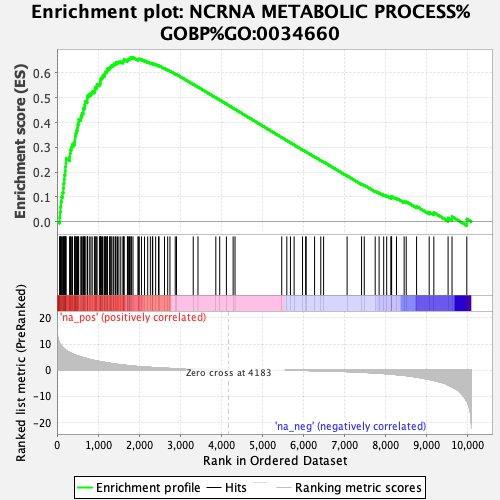 Enrichment plot: NCRNA METABOLIC PROCESS%
GOBP%GO:0034660
Enrichment score (ES)
0.6
0.5
0.4
0.3
0.2
0.1
0.0
'na_pos' (positively correlated)
Ranked list metric (PreRanked)
20
10
0
-10
-20
Zero cross at 4183
'na_neg' (negatively correlated)
0 1,000 2,000 3,000 4,000 5,000 6,000 7,000 8,000 9,000 10,000
Rank in Ordered Dataset
Enrichment profile Hits Ranking metric scores